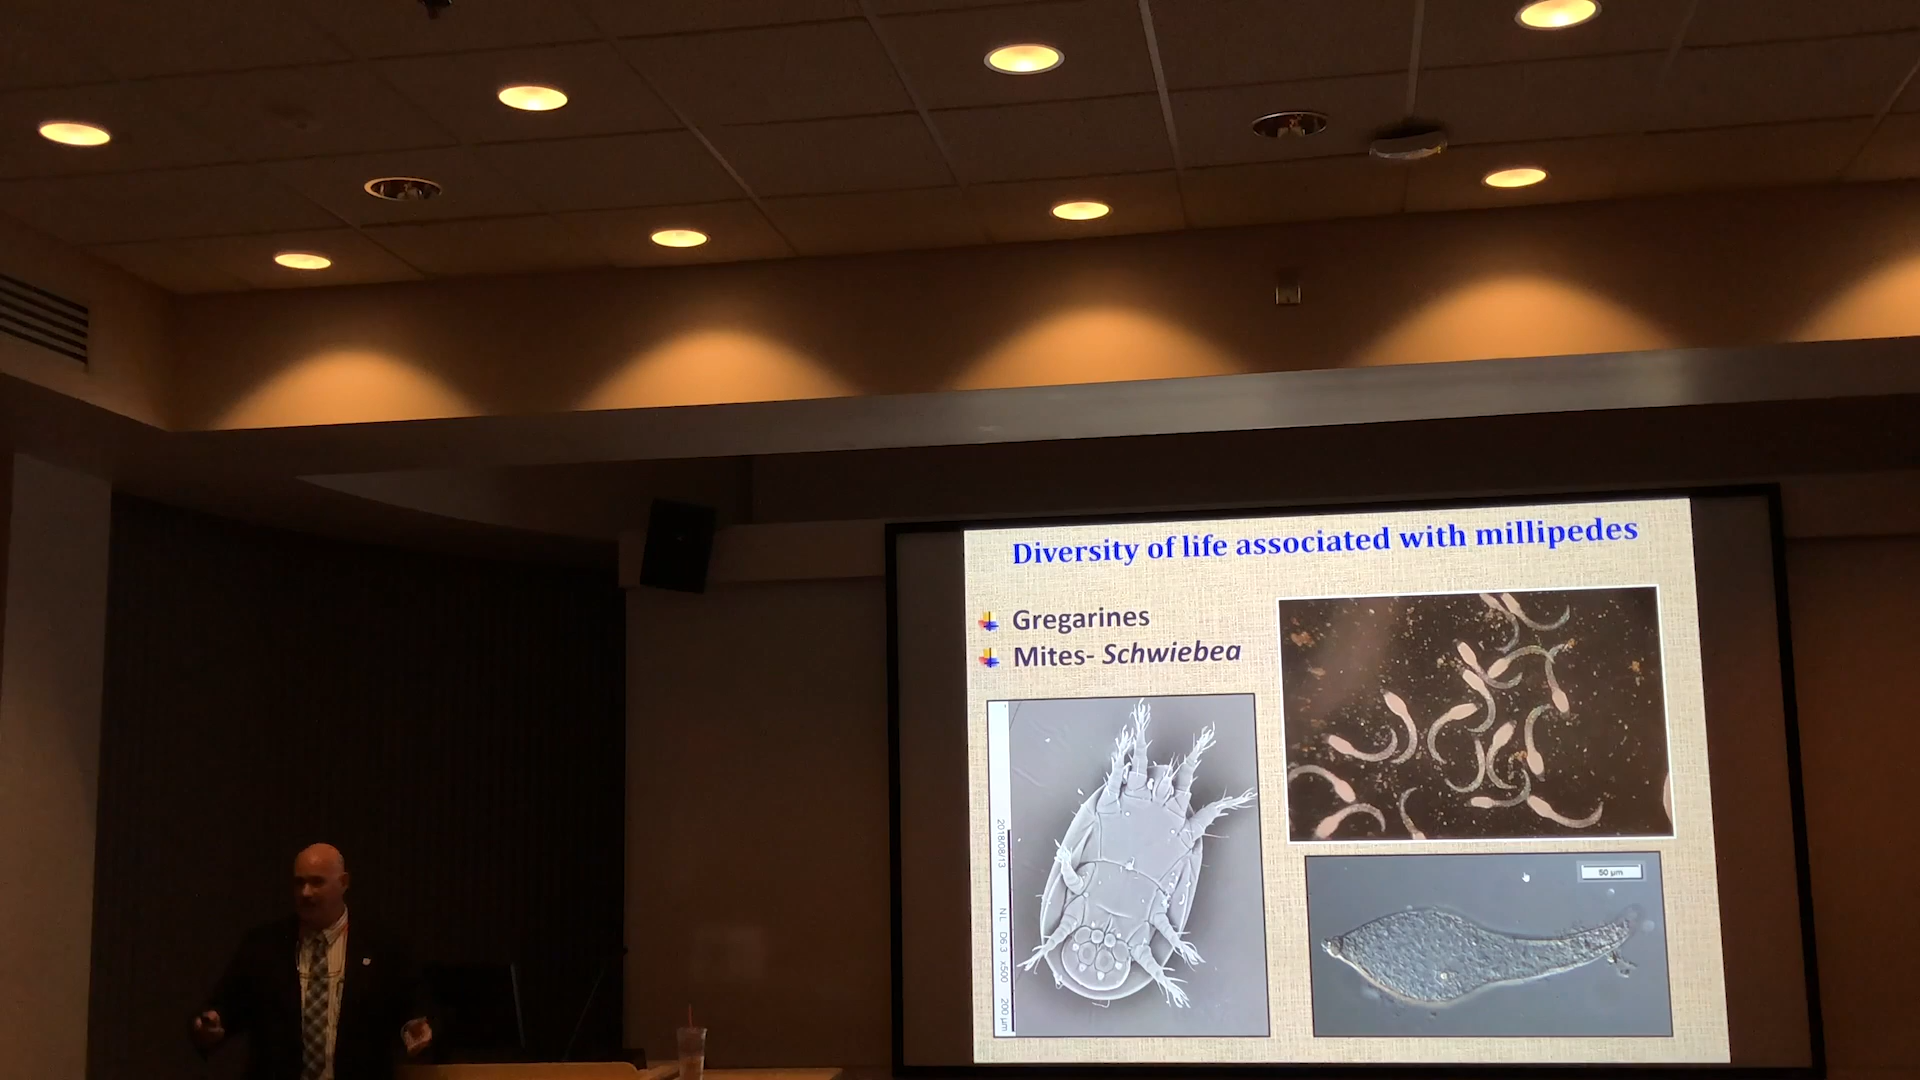 Diversity of life associated with millipedes
Gregarines
Mites- Schwiebea
2018/08/13 NL D6.3 x500 200 µm
50 µm